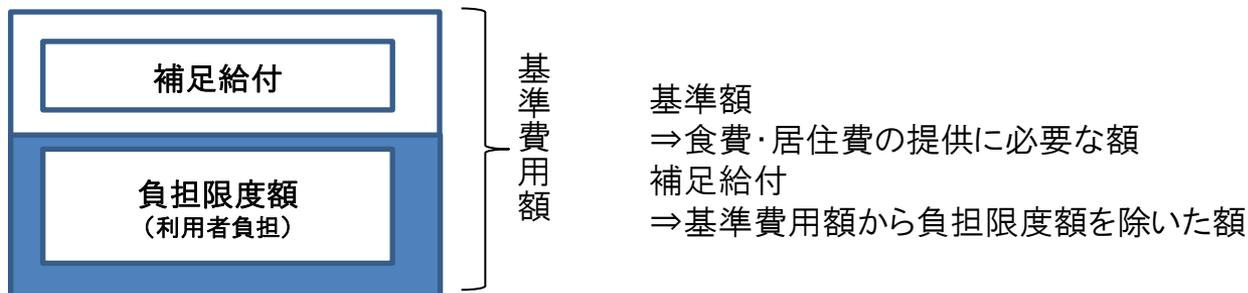 補足給付
負担限度額
（利用者負担）
基準費用額
基準額
⇒食費・居住費の提供に必要な額
補足給付
⇒基準費用額から負担限度額を除いた額